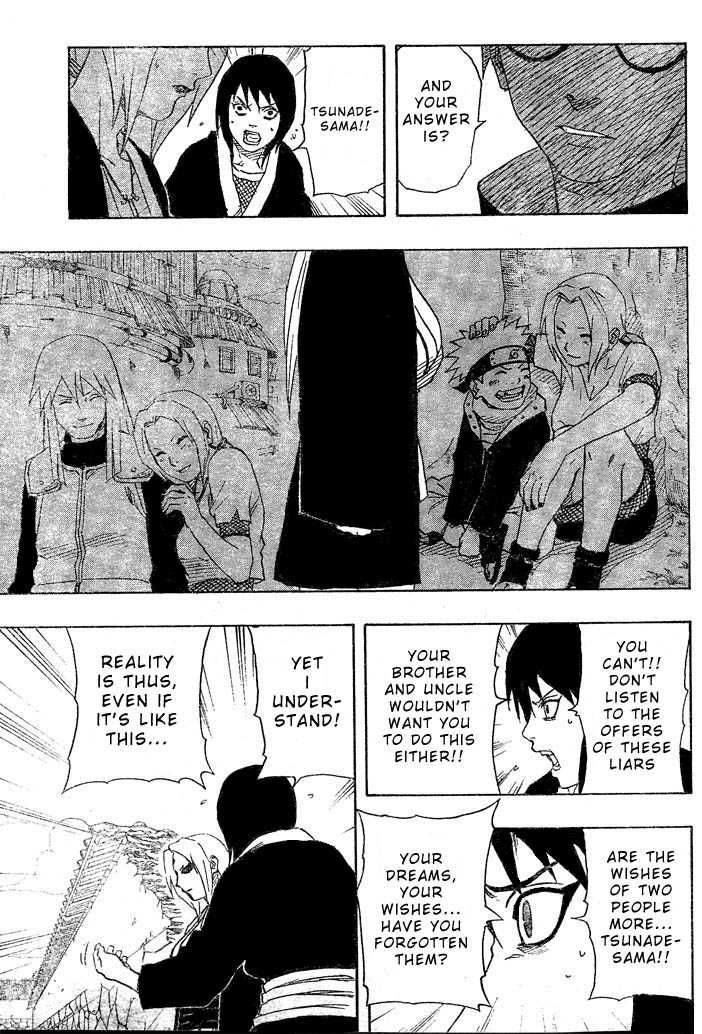 AND
YOUR
ANSWER
IS?
TSUNADE-
SAMA!!
YOU
CAN'T!!
DON'T
LISTEN
TO THE
OFFERS
OF THESE
LIARS
YOUR
BROTHER
AND UNCLE
WOULDN'T
WANT YOU
TO DO THIS
EITHER!!
ARE THE
WISHES
OF TWO
PEOPLE
MORE...
TSUNADE-
SAMA!!
YOUR
DREAMS,
YOUR
WISHES...
HAVE YOU
FORGOTTEN
THEM?
YET
I
UNDER-
STAND!
REALITY
IS THUS,
EVEN IF
IT'S LIKE
THIS...